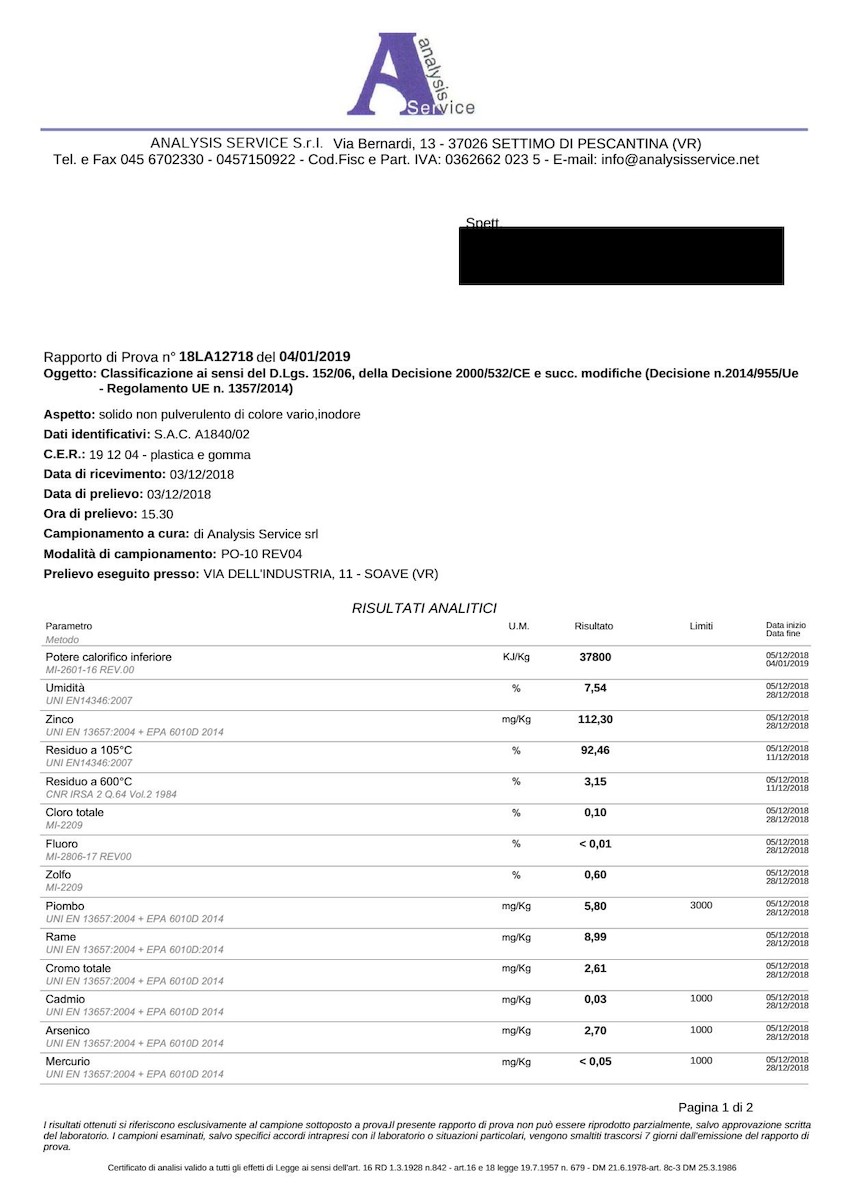 A
analysis
Service
ANALYSIS SERVICE S.r.l. Via Bernardi, 13 - 37026 SETTIMO DI PESCANTINA (VR)
Tel. e Fax 045 6702330 - 0457150922 - Cod.Fisc e Part. IVA: 0362662 023 5 - E-mail: info@analysisservice.net
Spett
Rapporto di Prova n° 18LA12718 del 04/01/2019
Oggetto: Classificazione ai sensi del D.Lgs. 152/06, della Decisione 2000/532/CE e succ. modifiche (Decisione n.2014/955/Ue
- Regolamento UE n. 1357/2014)
Aspetto: solido non pulverulento di colore vario,inodore
Dati identificativi: S.A.C. A1840/02
C.E.R.: 19 12 04 - plastica e gomma
Data di ricevimento: 03/12/2018
Data di prelievo: 03/12/2018
Ora di prelievo: 15.30
Campionamento a cura: di Analysis Service srl
Modalità di campionamento: PO-10 REV04
Prelievo eseguito presso: VIA DELL'INDUSTRIA, 11 - SOAVE (VR)
RISULTATI ANALITICI
Parametro U.M. Risultato Limiti Data inizio
Metodo Data fine
Potere calorifico inferiore KJ/Kg 37800 05/12/2018
MI-2601-16 REV.00 04/01/2019
Umidità % 7,54 05/12/2018
UNI EN14346:2007 28/12/2018
Zinco mg/Kg 112,30 05/12/2018
UNI EN 13657:2004 + EPA 6010D 2014 28/12/2018
Residuo a 105°C % 92,46 05/12/2018
UNI EN14346:2007 11/12/2018
Residuo a 600°C % 3,15 05/12/2018
CNR IRSA 2 Q.64 Vol.2 1984 11/12/2018
Cloro totale % 0,10 05/12/2018
MI-2209 28/12/2018
Fluoro % < 0,01 05/12/2018
MI-2806-17 REV00 28/12/2018
Zolfo % 0,60 05/12/2018
MI-2209 28/12/2018
Piombo mg/Kg 5,80 3000 05/12/2018
UNI EN 13657:2004 + EPA 6010D 2014 28/12/2018
Rame mg/Kg 8,99 05/12/2018
UNI EN 13657:2004 + EPA 6010D:2014 28/12/2018
Cromo totale mg/Kg 2,61 05/12/2018
UNI EN 13657:2004 + EPA 6010D 2014 28/12/2018
Cadmio mg/Kg 0,03 1000 05/12/2018
UNI EN 13657:2004 + EPA 6010D 2014 28/12/2018
Arsenico mg/Kg 2,70 1000 05/12/2018
UNI EN 13657:2004 + EPA 6010D 2014 28/12/2018
Mercurio mg/Kg < 0,05 1000 05/12/2018
UNI EN 13657:2004 + EPA 6010D 2014 28/12/2018
Pagina 1 di 2
I risultati ottenuti si riferiscono esclusivamente al campione sottoposto a prova.Il presente rapporto di prova non può essere riprodotto parzialmente, salvo approvazione scritta
del laboratorio. I campioni esaminati, salvo specifici accordi intrapresi con il laboratorio o situazioni particolari, vengono smaltiti trascorsi 7 giorni dall'emissione del rapporto di
prova.
Certificato di analisi valido a tutti gli effetti di Legge ai sensi dell'art. 16 RD 1.3.1928 n.842 - art.16 e 18 legge 19.7.1957 n. 679 - DM 21.6.1978-art. 8c-3 DM 25.3.1986